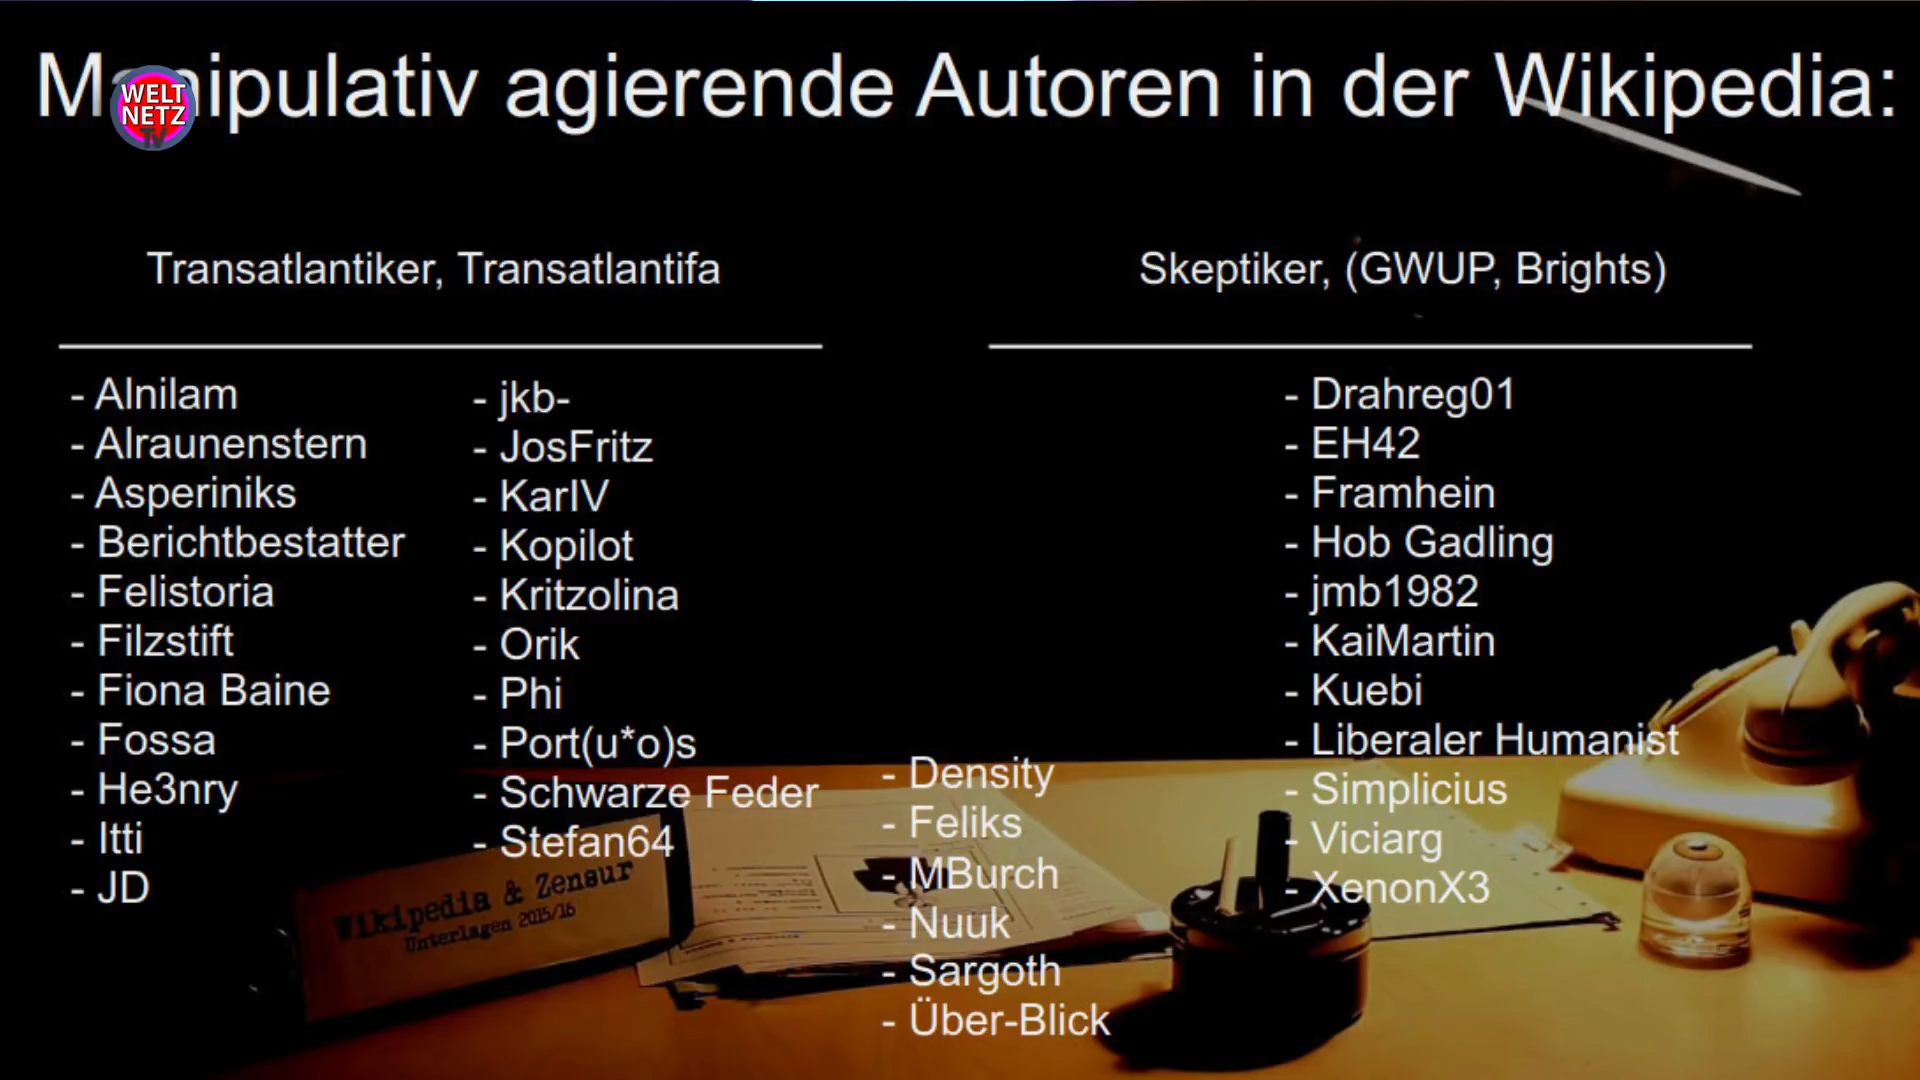 Manipulativ agierende Autoren in der Wikipedia:
WELT
NETZ
TV
Transatlantiker, Transatlantifa
- Alnilam
- Alraunenstern
- Asperiniks
- Berichtbestatter
- Felistoria
- Filzstift
- Fiona Baine
- Fossa
- He3nry
- Itti
- JD
- jkb-
- JosFritz
- KarlV
- Kopilot
- Kritzolina
- Orik
- Phi
- Port(u*o)s
- Schwarze Feder
- Stefan64
- Density
- Feliks
- MBurch
- Nuuk
- Sargoth
- Über-Blick
Skeptiker, (GWUP, Brights)
- Drahreg01
- EH42
- Framhein
- Hob Gadling
- jmb1982
- KaiMartin
- Kuebi
- Liberaler Humanist
- Simplicius
- Viciarg
- XenonX3
Wikipedia & Zensur
Unterlagen 2015/16